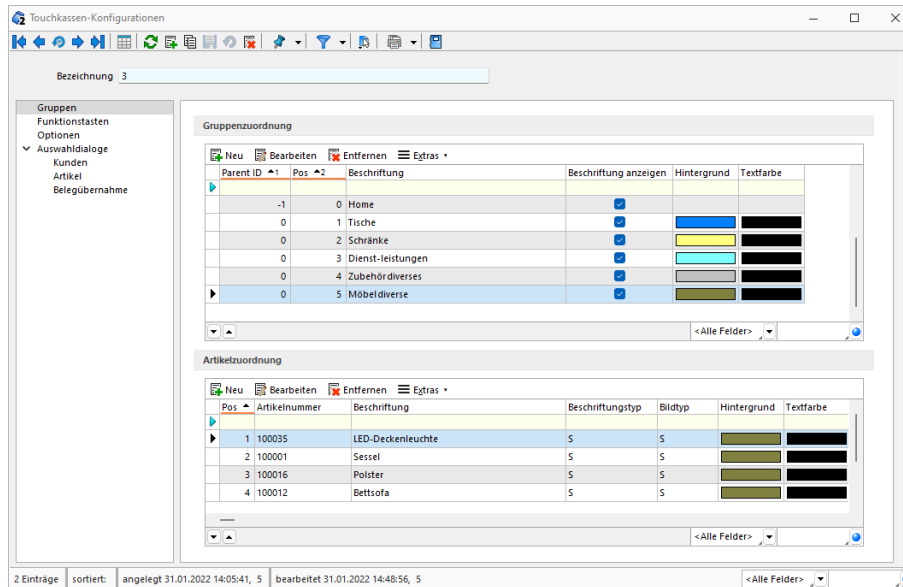 Touchkassen-Konfigurationen
Bezeichnung 3
Gruppen
Funktionstasten
Optionen
Auswahldialoge
Kunden
Artikel
Belegübernahme
Gruppenzuordnung
Neu Bearbeiten Entfernen Extras
Parent ID 1 Pos 2 Beschriftung Beschriftung anzeigen Hintergrund Textfarbe
-1 0 Home
0 1 Tische
0 2 Schränke
0 3 Dienst-leistungen
0 4 Zubehördiverses
0 5 Möbeldiverse
<Alle Felder>
Artikelzuordnung
Neu Bearbeiten Entfernen Extras
Pos Artikelnummer Beschriftung Beschriftungstyp Bildtyp Hintergrund Textfarbe
1 100035 LED-Deckenleuchte S S
2 100001 Sessel S S
3 100016 Polster S S
4 100012 Bettsofa S S
<Alle Felder>
2 Einträge sortiert: angelegt 31.01.2022 14:05:41, 5 bearbeitet 31.01.2022 14:48:56, 5 <Alle Felder>